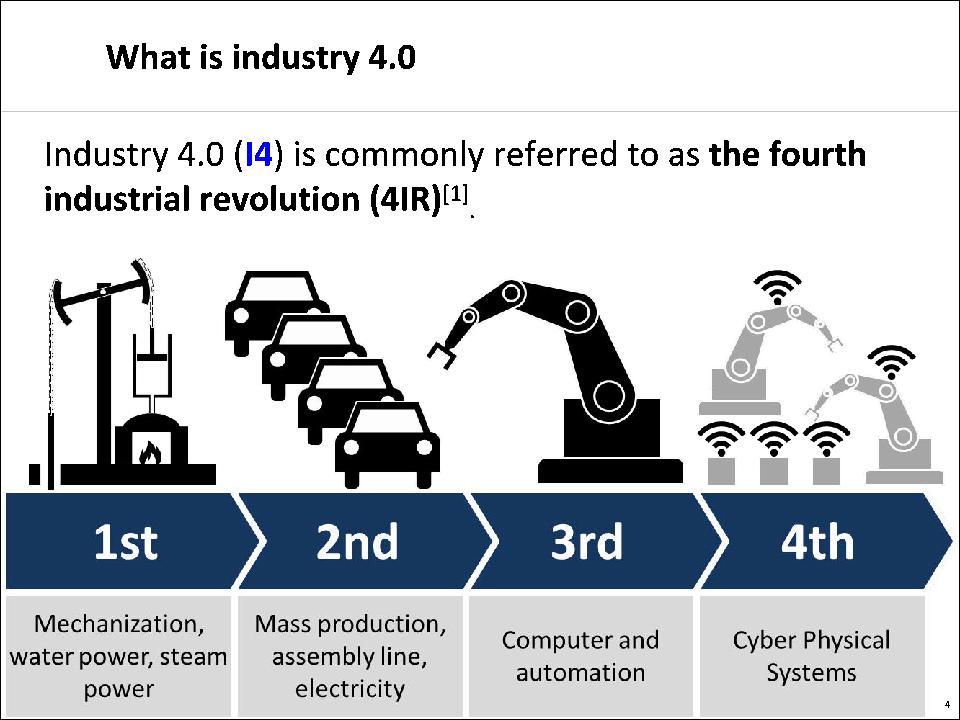 What is industry 4.0
Industry 4.0 (I4) is commonly referred to as the fourth
industrial revolution (4IR)[1].
1st
2nd
3rd
4th
Mechanization,
water power, steam
power
Mass production,
assembly line,
electricity
Computer and
automation
Cyber Physical
Systems
4